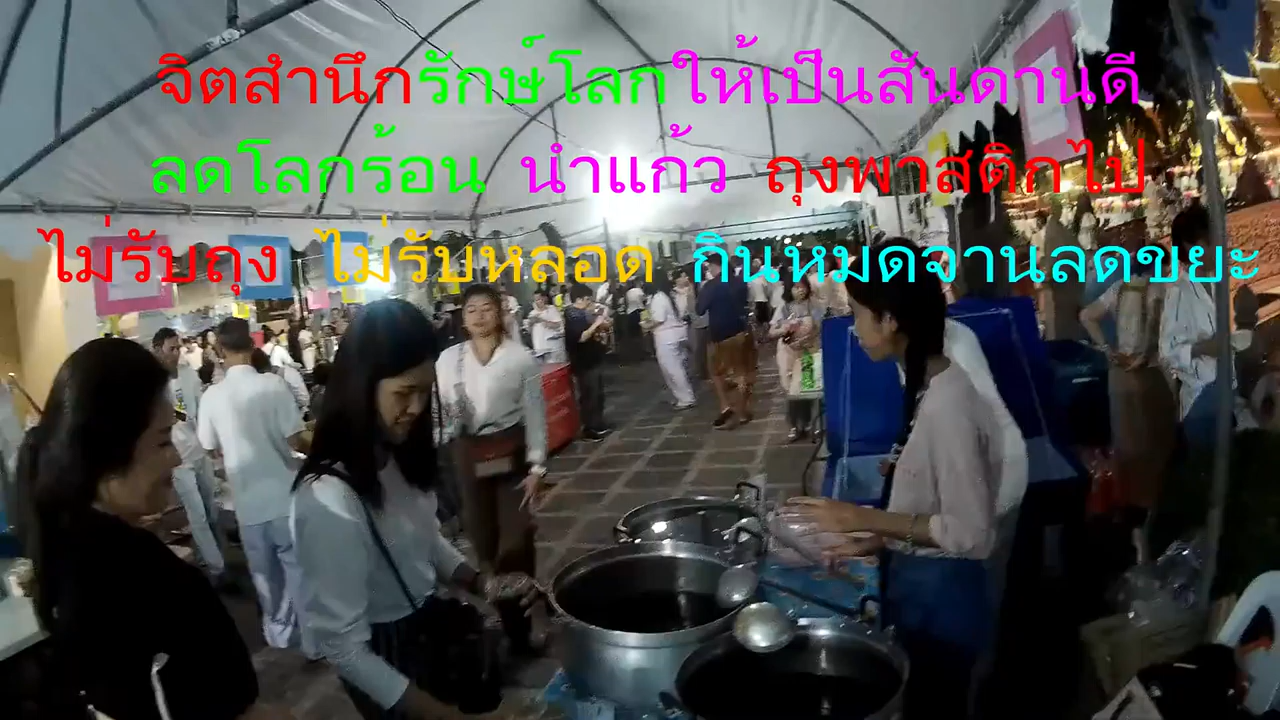 จิตสำนึกรักษ์โลกให้เป็นสันดานดี
ลดโลกร้อน นำแก้ว ถุงพาสติกไป
ไม่รับถุง ไม่รับหลอด กินหมดจานลดขยะ